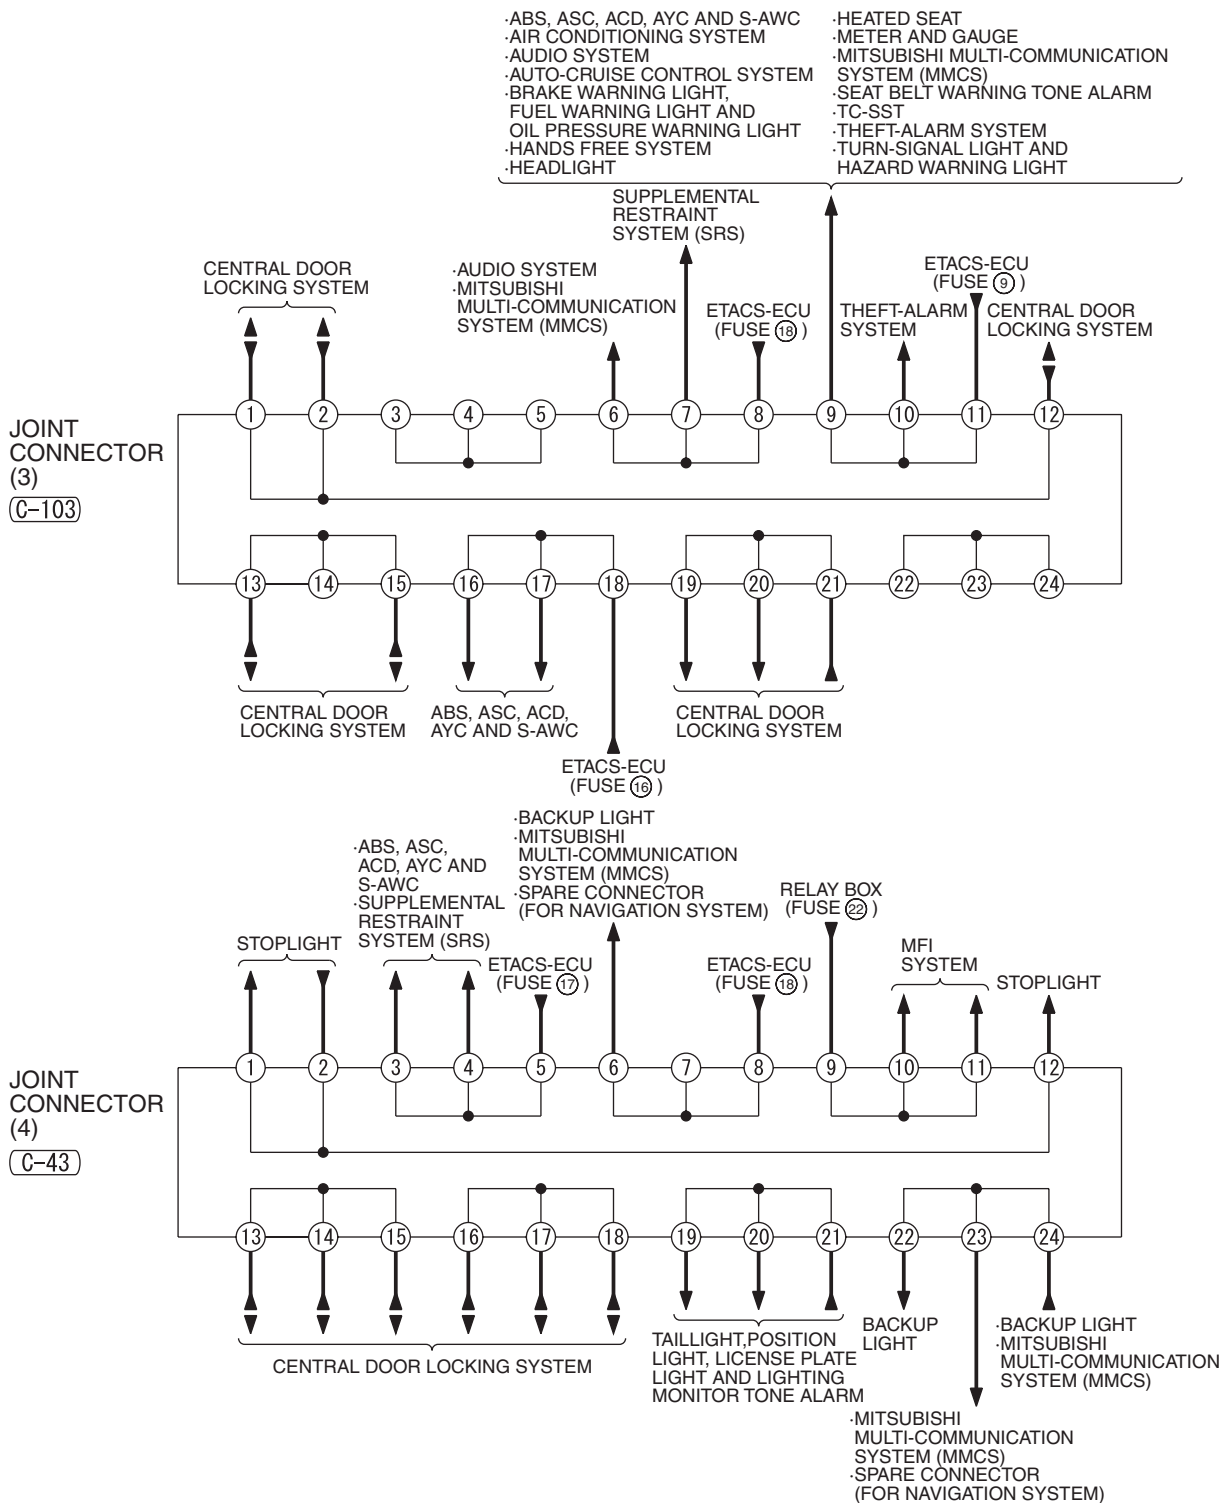 ·ABS, ASC, ACD, AYC AND S-AWC
·AIR CONDITIONING SYSTEM
·AUDIO SYSTEM
·AUTO-CRUISE CONTROL SYSTEM
·BRAKE WARNING LIGHT,
FUEL WARNING LIGHT AND
OIL PRESSURE WARNING LIGHT
·HANDS FREE SYSTEM
·HEADLIGHT
·HEATED SEAT
·METER AND GAUGE
·MITSUBISHI MULTI-COMMUNICATION
SYSTEM (MMCS)
·SEAT BELT WARNING TONE ALARM
·TC-SST
·THEFT-ALARM SYSTEM
·TURN-SIGNAL LIGHT AND
HAZARD WARNING LIGHT
SUPPLEMENTAL
RESTRAINT
SYSTEM (SRS)
CENTRAL DOOR
LOCKING SYSTEM
·AUDIO SYSTEM
·MITSUBISHI
MULTI-COMMUNICATION
SYSTEM (MMCS)
ETACS-ECU
(FUSE 18 )
THEFT-ALARM
SYSTEM
ETACS-ECU
(FUSE 9 )
CENTRAL DOOR
LOCKING SYSTEM
JOINT
CONNECTOR
(3)
C-103
1 2 3 4 5 6 7 8 9 10 11 12
13 14 15 16 17 18 19 20 21 22 23 24
CENTRAL DOOR
LOCKING SYSTEM
ABS, ASC, ACD,
AYC AND S-AWC
CENTRAL DOOR
LOCKING SYSTEM
ETACS-ECU
(FUSE 16 )
STOPLIGHT
·ABS, ASC,
ACD, AYC AND
S-AWC
·SUPPLEMENTAL
RESTRAINT
SYSTEM (SRS)
ETACS-ECU
(FUSE 17 )
·BACKUP LIGHT
·MITSUBISHI
MULTI-COMMUNICATION
SYSTEM (MMCS)
·SPARE CONNECTOR
(FOR NAVIGATION SYSTEM)
ETACS-ECU
(FUSE 18 )
RELAY BOX
(FUSE 22 )
MFI
SYSTEM
STOPLIGHT
JOINT
CONNECTOR
(4)
C-43
1 2 3 4 5 6 7 8 9 10 11 12
13 14 15 16 17 18 19 20 21 22 23 24
CENTRAL DOOR LOCKING SYSTEM
TAILLIGHT,POSITION
LIGHT, LICENSE PLATE
LIGHT AND LIGHTING
MONITOR TONE ALARM
BACKUP
LIGHT
·BACKUP LIGHT
·MITSUBISHI
MULTI-COMMUNICATION
SYSTEM (MMCS)
·MITSUBISHI
MULTI-COMMUNICATION
SYSTEM (MMCS)
·SPARE CONNECTOR
(FOR NAVIGATION SYSTEM)